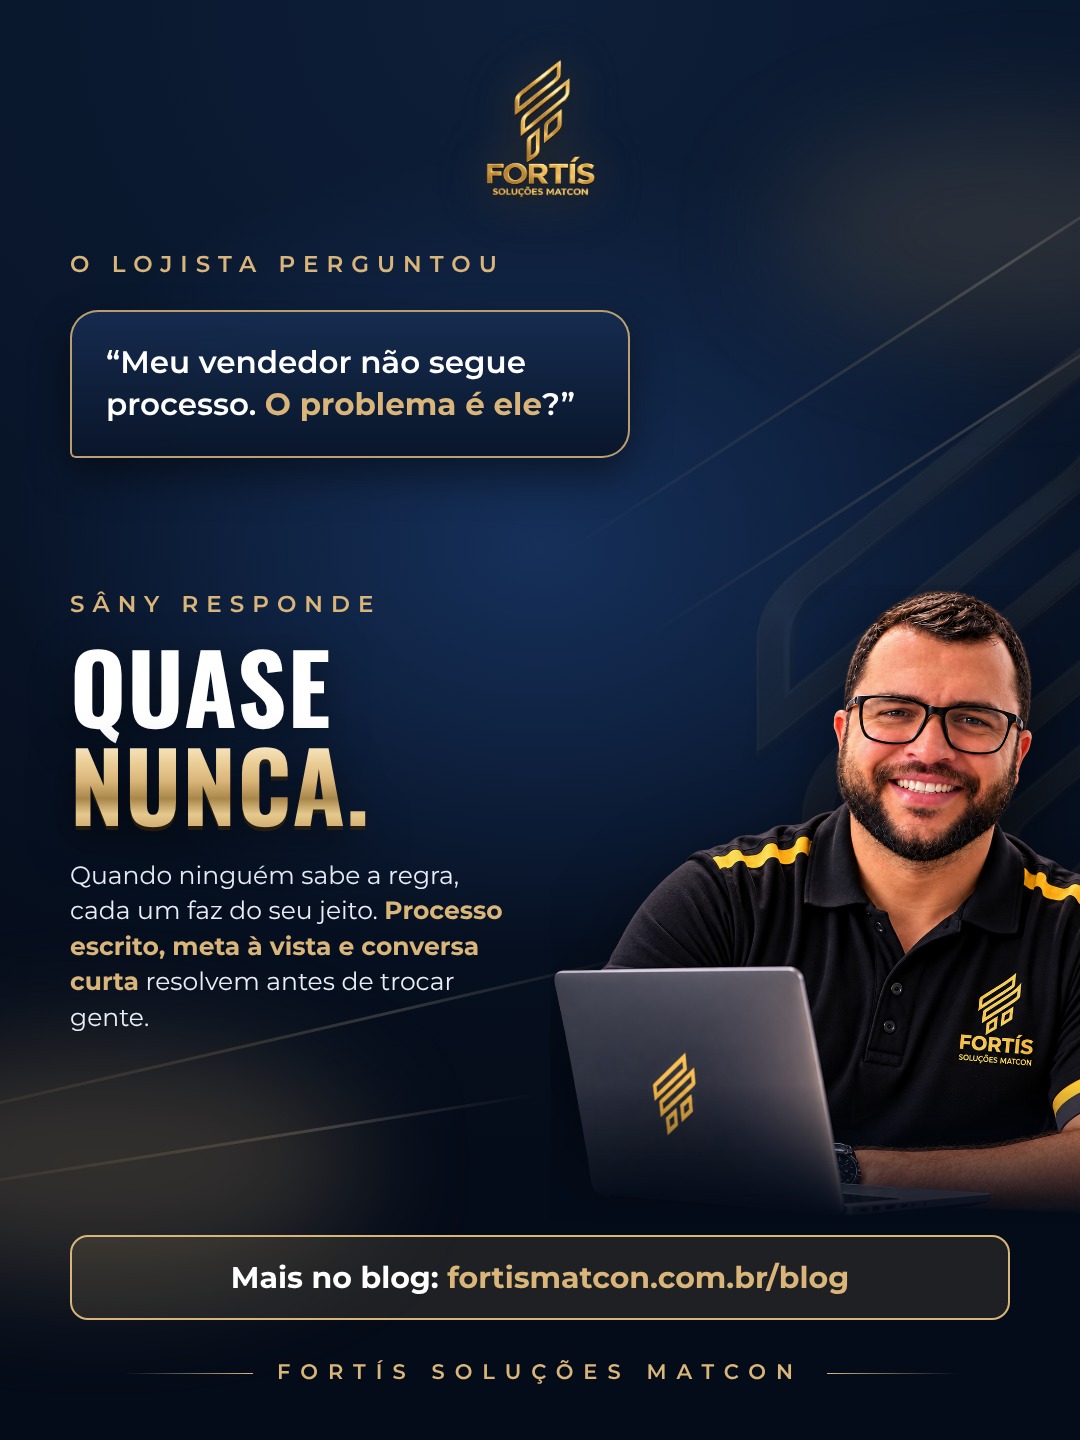 FORTÍS
SOLUÇÕES MATCON
O LOJISTA PERGUNTOU
“Meu vendedor não segue
processo. O problema é ele?”
SÂNY RESPONDE
QUASE
NUNCA.
Quando ninguém sabe a regra,
cada um faz do seu jeito. Processo
escrito, meta à vista e conversa
curta resolvem antes de trocar
gente.
FORTÍS
SOLUÇÕES MATCON
Mais no blog: fortismatcon.com.br/blog
FORTÍS SOLUÇÕES MATCON